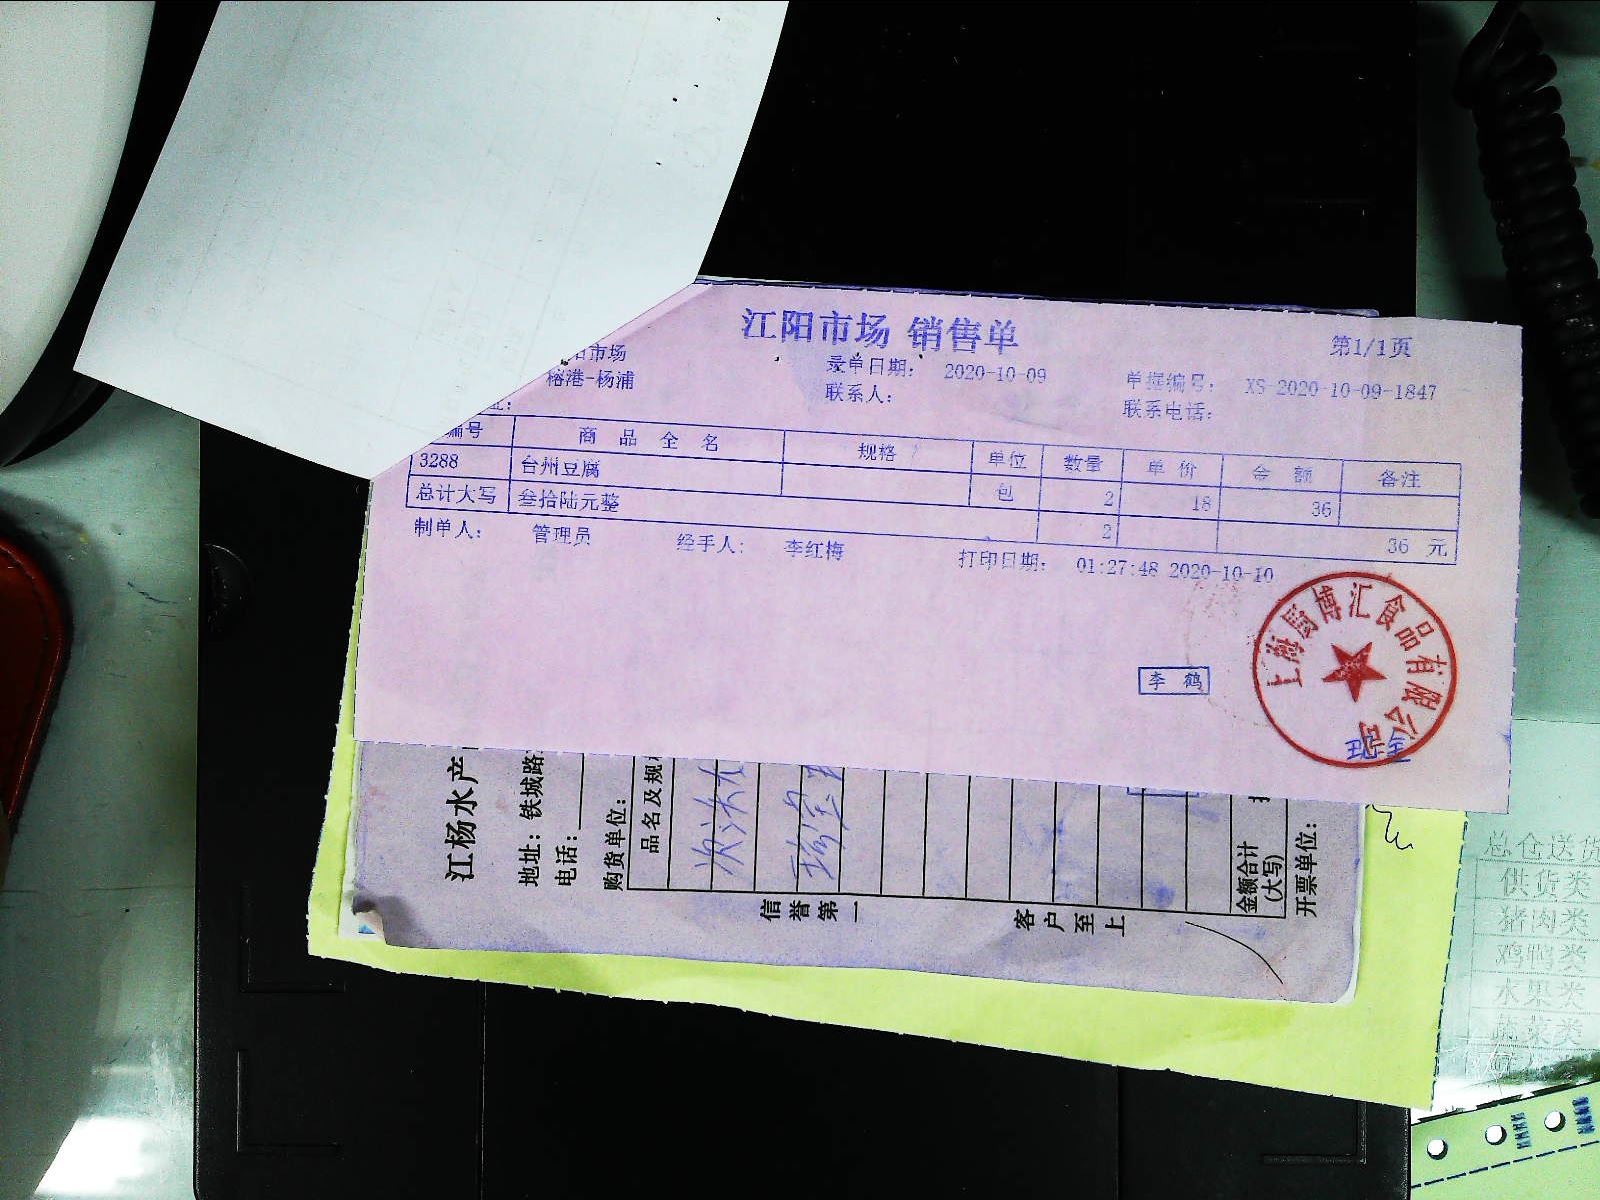 江阳市场 销售单
第1/1页
阳市场
录单日期： 2020-10-09
单据编号： XS-2020-10-09-1847
榕港-杨浦
联系人：
联系电话：
址：
编号 商品全名 规格 单位 数量 单价 金额 备注
3288 台州豆腐 包 2 18 36
总计大写 叁拾陆元整 2 36 元
制单人： 管理员 经手人： 李红梅 打印日期： 01:27:48 2020-10-10
上海厨博汇食品有限公司
李 鹤
江杨水产
地址：铁城路
电话：
购货单位：
品名及规格
金额合计
(大写)
开票单位：
信誉第一
客户至上
总仓送货
供货类
猪肉类
鸡鸭类
水果类
蔬菜类